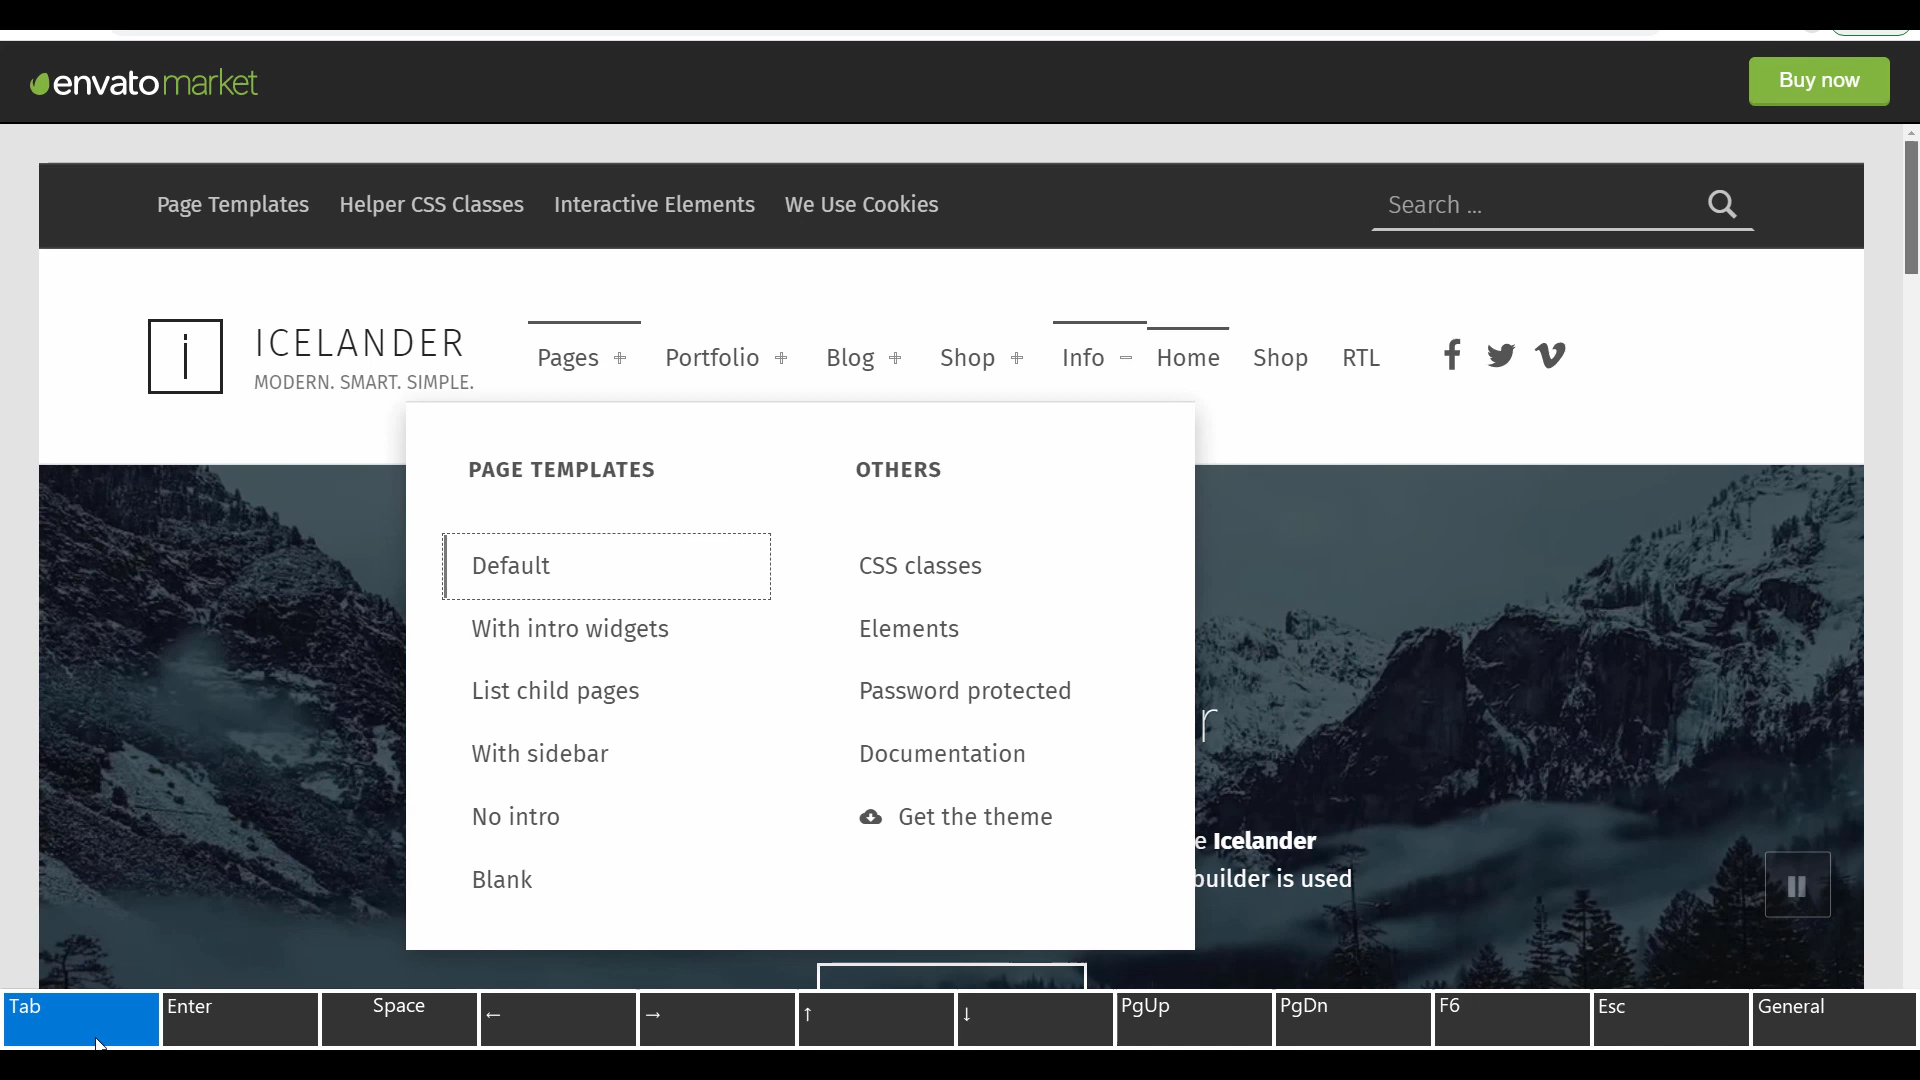 envato market
Buy now
Page Templates Helper CSS Classes Interactive Elements We Use Cookies Search ...
i ICELANDER
MODERN. SMART. SIMPLE.
Pages + Portfolio + Blog + Shop + Info − Home Shop RTL
PAGE TEMPLATES OTHERS
Default CSS classes
With intro widgets Elements
List child pages Password protected
With sidebar Documentation
No intro Get the theme
Blank
r
e Icelander
builder is used
Tab Enter Space ← → ↑ ↓ PgUp PgDn F6 Esc General